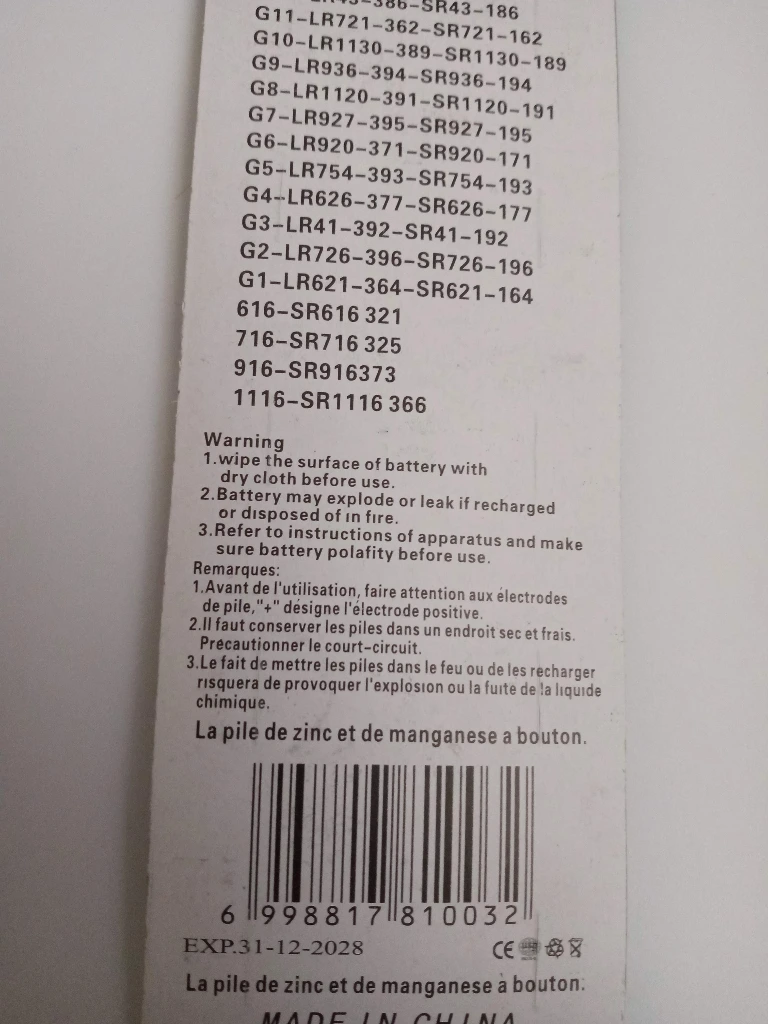 LR43-386-SR43-186
G11-LR721-362-SR721-162
G10-LR1130-389-SR1130-189
G9-LR936-394-SR936-194
G8-LR1120-391-SR1120-191
G7-LR927-395-SR927-195
G6-LR920-371-SR920-171
G5-LR754-393-SR754-193
G4-LR626-377-SR626-177
G3-LR41-392-SR41-192
G2-LR726-396-SR726-196
G1-LR621-364-SR621-164
616-SR616 321
716-SR716 325
916-SR916373
1116-SR1116 366
Warning
1.wipe the surface of battery with
dry cloth before use.
2.Battery may explode or leak if recharged
or disposed of in fire.
3.Refer to instructions of apparatus and make
sure battery polafity before use.
Remarques:
1.Avant de l'utilisation, faire attention aux électrodes
de pile,"+" désigne l'électrode positive.
2.Il faut conserver les piles dans un endroit sec et frais.
Précautionner le court-circuit.
3.Le fait de mettre les piles dans le feu ou de les recharger
risquera de provoquer l'explosion ou la fuite de la liquide
chimique.
La pile de zinc et de manganese a bouton.
6 998817 810032
EXP.31-12-2028
CE
La pile de zinc et de manganese à bouton.
MADE IN CHINA